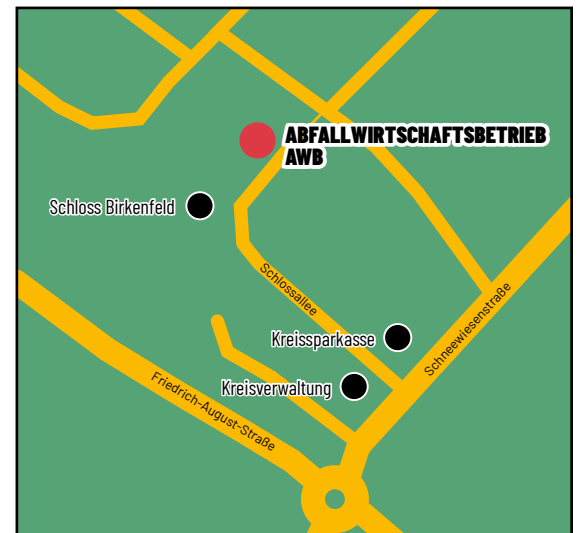 ABFALLWIRTSCHAFTSBETRIEB
AWB
Schloss Birkenfeld
Schlossallee
Kreissparkasse
Schneewiesenstraße
Kreisverwaltung
Friedrich-August-Straße